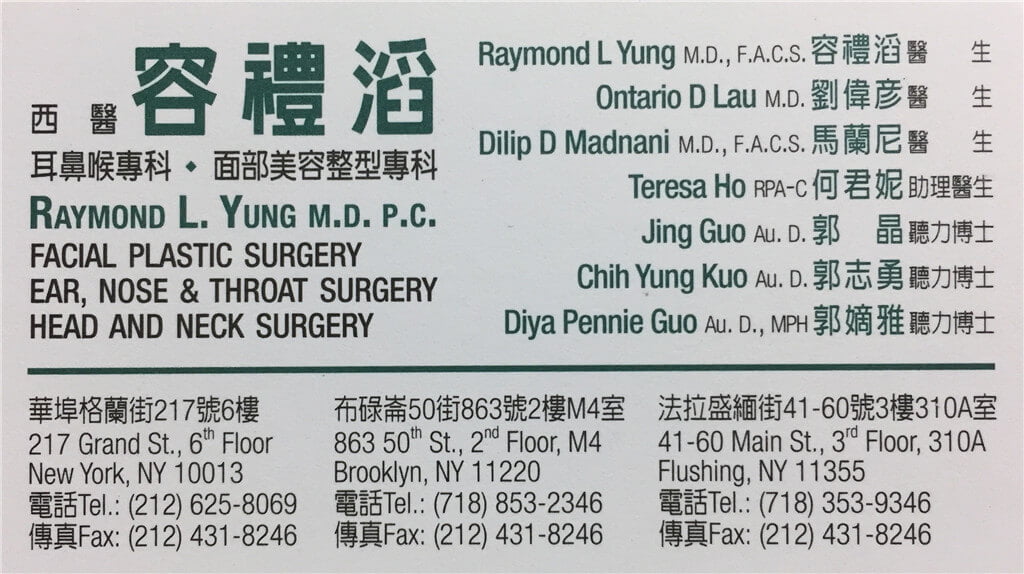 西醫 容禮滔
耳鼻喉專科・面部美容整型專科
RAYMOND L. YUNG M.D. P.C.
FACIAL PLASTIC SURGERY
EAR, NOSE & THROAT SURGERY
HEAD AND NECK SURGERY
Raymond L Yung M.D., F.A.C.S. 容禮滔醫 生
Ontario D Lau M.D. 劉偉彦醫 生
Dilip D Madnani M.D., F.A.C.S. 馬蘭尼醫 生
Teresa Ho RPA-C 何君妮助理醫生
Jing Guo Au. D. 郭 晶聽力博士
Chih Yung Kuo Au. D. 郭志勇聽力博士
Diya Pennie Guo Au. D., MPH 郭嫡雅聽力博士
華埠格蘭街217號6樓
217 Grand St., 6th Floor
New York, NY 10013
電話Tel.: (212) 625-8069
傳真Fax: (212) 431-8246
布碌崙50街863號2樓M4室
863 50th St., 2nd Floor, M4
Brooklyn, NY 11220
電話Tel.: (718) 853-2346
傳真Fax: (212) 431-8246
法拉盛緬街41-60號3樓310A室
41-60 Main St., 3rd Floor, 310A
Flushing, NY 11355
電話Tel.: (718) 353-9346
傳真Fax: (212) 431-8246